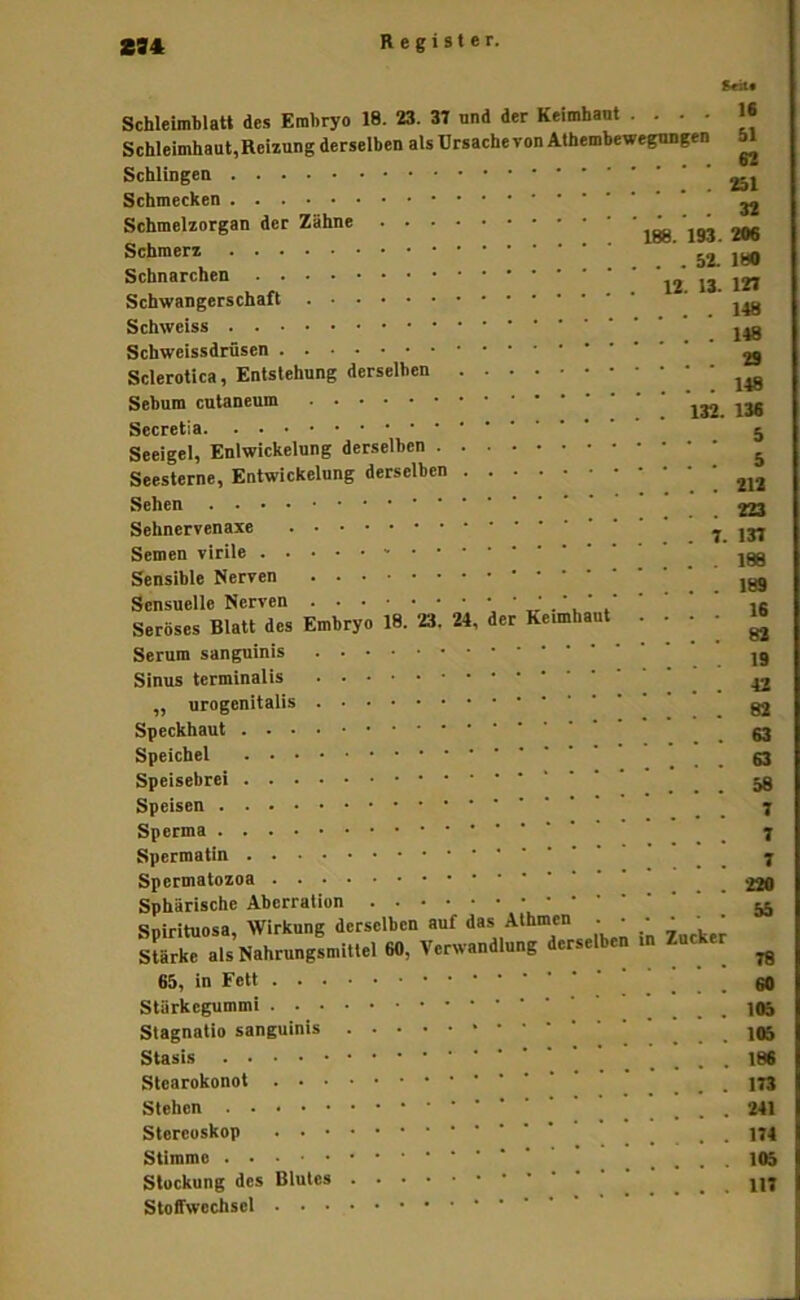 274 Register.
Seite
Schleimblatt des Embryo 18. 23. 37 und der Keimhaut . . . . 16
Schleimhaut, Reizung derselben als Ursache von Athembewegungen 51
Schlingen . . . . 62
Schmecken . . . . 251
Schmelzorgan der Zähne . . . . 32
Schmerz . . . . 188. 193. 206
Schnarchen . . . . 52. 180
Schwangerschaft . . . . 12. 13. 127
Schweiss . . . . 148
Schweissdrüsen . . . . 148
Sclerotica, Entstehung derselben . . . . 29
Sebum cutaneum . . . . 148
Secretia. . . . . 132. 136
Seeigel, Enlwickelung derselben . . . . 5
Seesterne, Entwickelung derselben . . . . 5
Sehen . . . . 212
Sehnervenaxe . . . . 223
Semen virile . . . . 7. 137
Sensible Nerven . . . . 188
Sensuelle Nerven . . . . 189
Seröses Blatt des Embryo 18. 23. 24, der Keimhaut . . . . 16
Serum sanguinis . . . . 82
Sinus terminalis . . . . 19
„ urogenitalis . . . . 42
Speckhaut . . . . 82
Speichel . . . . 63
Speisebrei . . . . 63
Speisen . . . . 58
Sperma . . . . 7
Spermatin . . . . 7
Spermatozoa . . . . 7
Sphärische Aberration . . . . 220
Spirituosa, Wirkung derselben auf das Athmen . . . . 55
Stärke als Nahrungsmittel 60, Verwandlung derselben in Zucker
65, in Fett . . . . 78
Stärkegummi . . . . 60
Stagnatio sanguinis . . . . 105
Stasis . . . . 105
Stearokonot . . . . 186
Stehen . . . . 173
Stereoskop . . . . 241
Stimme . . . . 174
Stockung des Blutes . . . . 105
Stoffwechsel . . . . 117